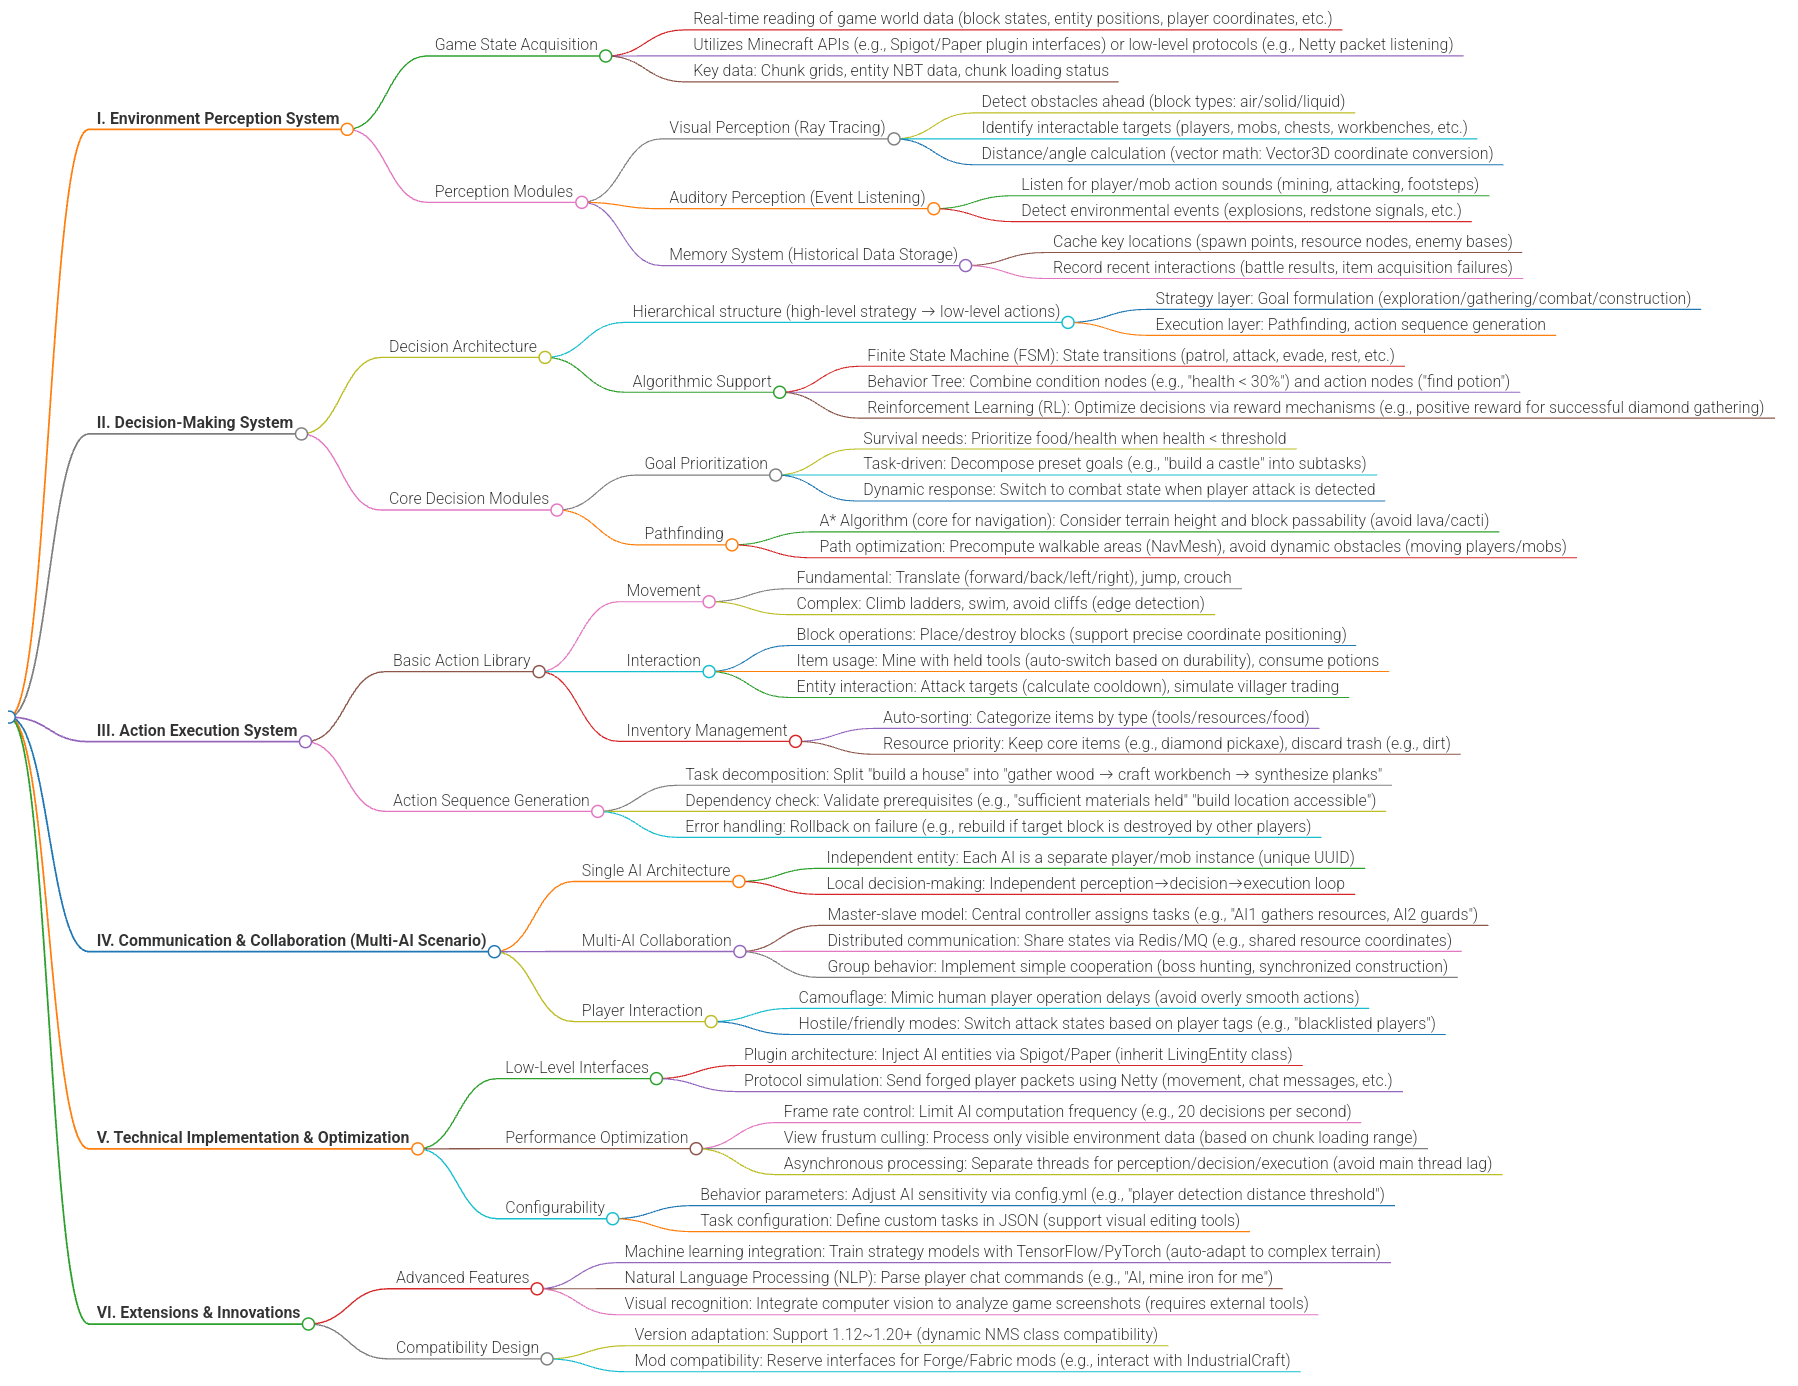 I. Environment Perception System
Game State Acquisition
Real-time reading of game world data (block states, entity positions, player coordinates, etc.)
Utilizes Minecraft APIs (e.g., Spigot/Paper plugin interfaces) or low-level protocols (e.g., Netty packet listening)
Key data: Chunk grids, entity NBT data, chunk loading status
Perception Modules
Visual Perception (Ray Tracing)
Detect obstacles ahead (block types: air/solid/liquid)
Identify interactable targets (players, mobs, chests, workbenches, etc.)
Distance/angle calculation (vector math: Vector3D coordinate conversion)
Auditory Perception (Event Listening)
Listen for player/mob action sounds (mining, attacking, footsteps)
Detect environmental events (explosions, redstone signals, etc.)
Memory System (Historical Data Storage)
Cache key locations (spawn points, resource nodes, enemy bases)
Record recent interactions (battle results, item acquisition failures)
II. Decision-Making System
Decision Architecture
Hierarchical structure (high-level strategy → low-level actions)
Strategy layer: Goal formulation (exploration/gathering/combat/construction)
Execution layer: Pathfinding, action sequence generation
Algorithmic Support
Finite State Machine (FSM): State transitions (patrol, attack, evade, rest, etc.)
Behavior Tree: Combine condition nodes (e.g., "health < 30%") and action nodes ("find potion")
Reinforcement Learning (RL): Optimize decisions via reward mechanisms (e.g., positive reward for successful diamond gathering)
Core Decision Modules
Goal Prioritization
Survival needs: Prioritize food/health when health < threshold
Task-driven: Decompose preset goals (e.g., "build a castle" into subtasks)
Dynamic response: Switch to combat state when player attack is detected
Pathfinding
A* Algorithm (core for navigation): Consider terrain height and block passability (avoid lava/cacti)
Path optimization: Precompute walkable areas (NavMesh), avoid dynamic obstacles (moving players/mobs)
III. Action Execution System
Basic Action Library
Movement
Fundamental: Translate (forward/back/left/right), jump, crouch
Complex: Climb ladders, swim, avoid cliffs (edge detection)
Interaction
Block operations: Place/destroy blocks (support precise coordinate positioning)
Item usage: Mine with held tools (auto-switch based on durability), consume potions
Entity interaction: Attack targets (calculate cooldown), simulate villager trading
Inventory Management
Auto-sorting: Categorize items by type (tools/resources/food)
Resource priority: Keep core items (e.g., diamond pickaxe), discard trash (e.g., dirt)
Action Sequence Generation
Task decomposition: Split "build a house" into "gather wood → craft workbench → synthesize planks"
Dependency check: Validate prerequisites (e.g., "sufficient materials held" "build location accessible")
Error handling: Rollback on failure (e.g., rebuild if target block is destroyed by other players)
IV. Communication & Collaboration (Multi-AI Scenario)
Single AI Architecture
Independent entity: Each AI is a separate player/mob instance (unique UUID)
Local decision-making: Independent perception→decision→execution loop
Multi-AI Collaboration
Master-slave model: Central controller assigns tasks (e.g., "AI1 gathers resources, AI2 guards")
Distributed communication: Share states via Redis/MQ (e.g., shared resource coordinates)
Group behavior: Implement simple cooperation (boss hunting, synchronized construction)
Player Interaction
Camouflage: Mimic human player operation delays (avoid overly smooth actions)
Hostile/friendly modes: Switch attack states based on player tags (e.g., "blacklisted players")
V. Technical Implementation & Optimization
Low-Level Interfaces
Plugin architecture: Inject AI entities via Spigot/Paper (inherit LivingEntity class)
Protocol simulation: Send forged player packets using Netty (movement, chat messages, etc.)
Performance Optimization
Frame rate control: Limit AI computation frequency (e.g., 20 decisions per second)
View frustum culling: Process only visible environment data (based on chunk loading range)
Asynchronous processing: Separate threads for perception/decision/execution (avoid main thread lag)
Configurability
Behavior parameters: Adjust AI sensitivity via config.yml (e.g., "player detection distance threshold")
Task configuration: Define custom tasks in JSON (support visual editing tools)
VI. Extensions & Innovations
Advanced Features
Machine learning integration: Train strategy models with TensorFlow/PyTorch (auto-adapt to complex terrain)
Natural Language Processing (NLP): Parse player chat commands (e.g., "AI, mine iron for me")
Visual recognition: Integrate computer vision to analyze game screenshots (requires external tools)
Compatibility Design
Version adaptation: Support 1.12~1.20+ (dynamic NMS class compatibility)
Mod compatibility: Reserve interfaces for Forge/Fabric mods (e.g., interact with IndustrialCraft)